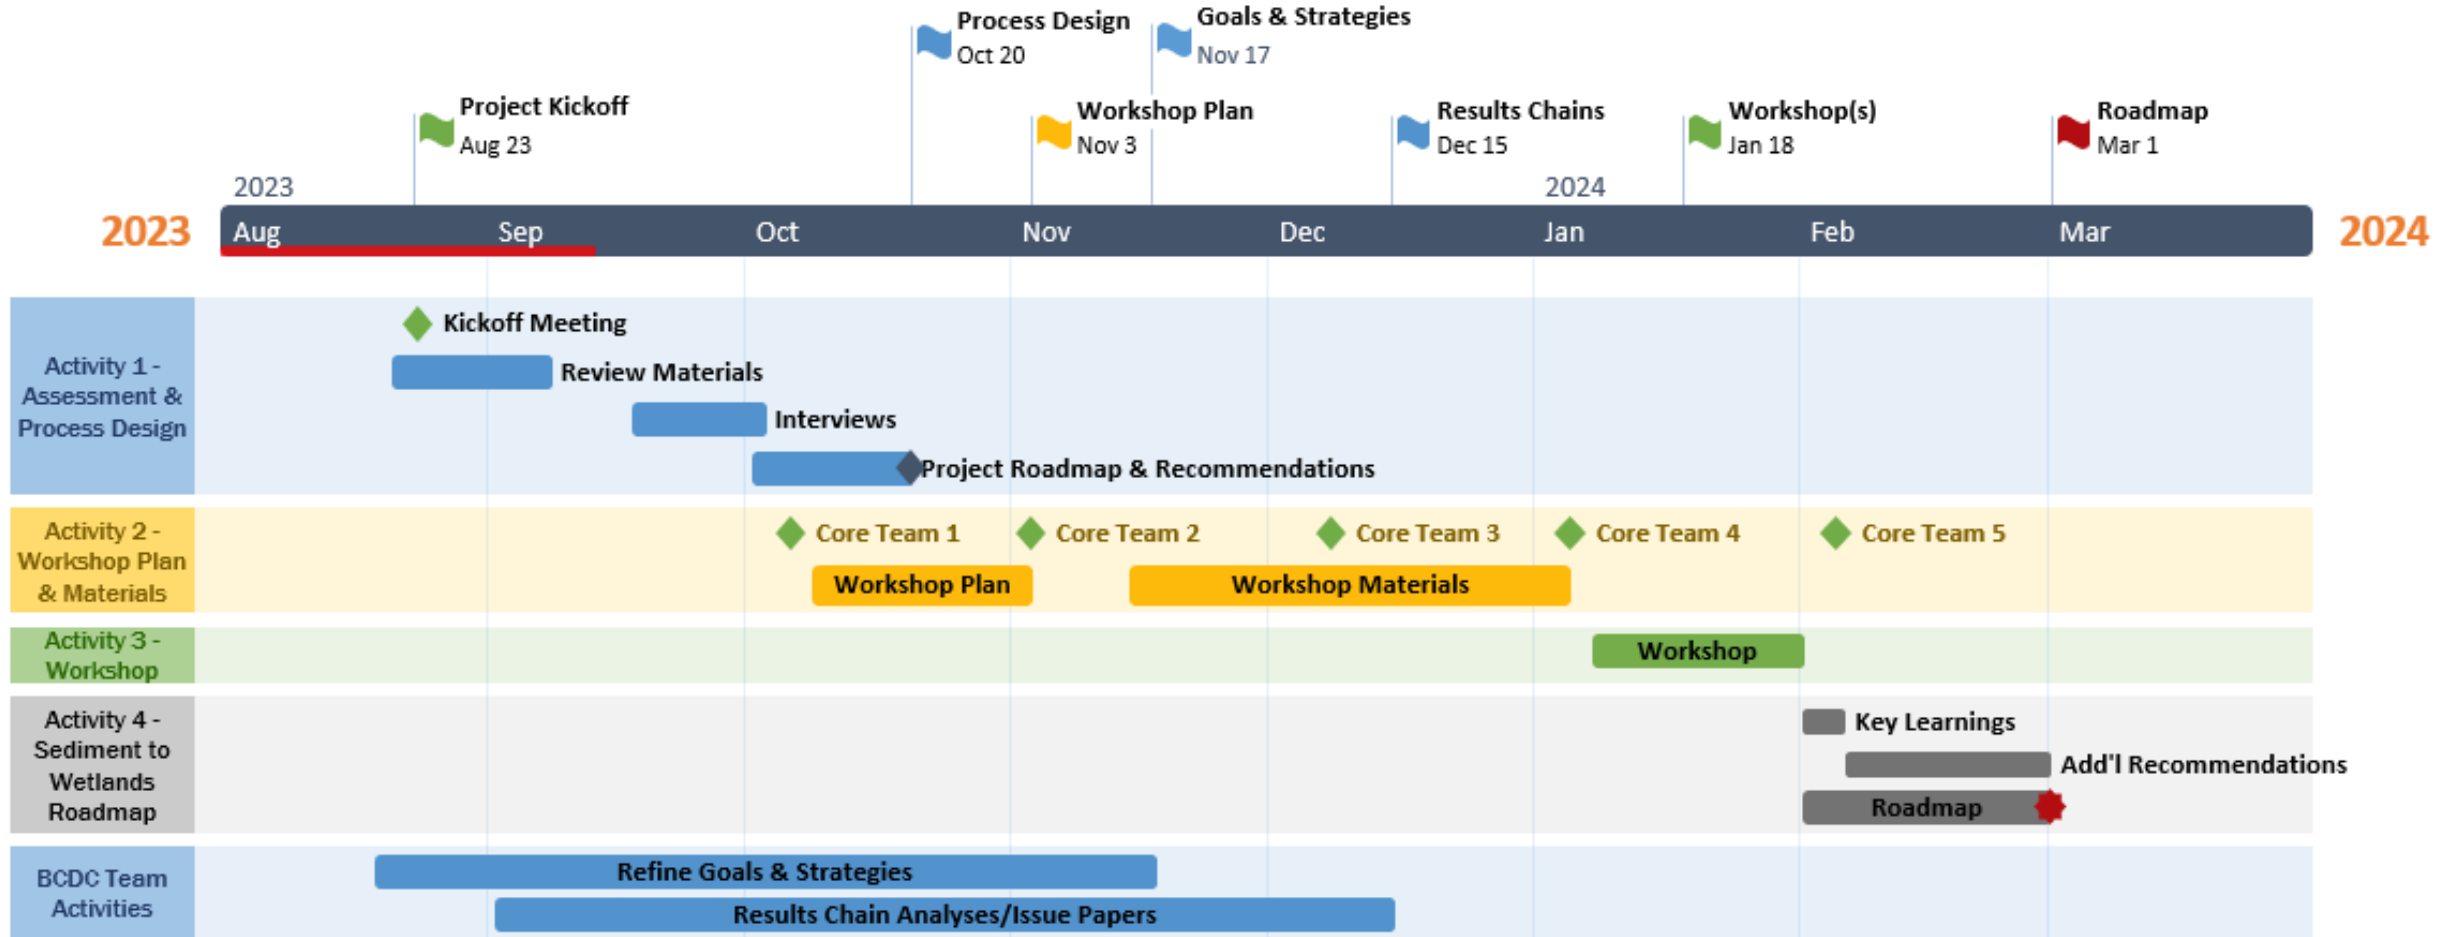 Process Design
Oct 20
Goals & Strategies
Nov 17
Project Kickoff
Aug 23
Workshop Plan
Nov 3
Results Chains
Dec 15
Workshop(s)
Jan 18
Roadmap
Mar 1
2023
2024
2023
Aug
Sep
Oct
Nov
Dec
Jan
Feb
Mar
2024
Activity 1 -
Assessment &
Process Design
Kickoff Meeting
Review Materials
Interviews
Project Roadmap & Recommendations
Activity 2 -
Workshop Plan
& Materials
Core Team 1
Core Team 2
Core Team 3
Core Team 4
Core Team 5
Workshop Plan
Workshop Materials
Activity 3 -
Workshop
Workshop
Activity 4 -
Sediment to
Wetlands
Roadmap
Key Learnings
Add'l Recommendations
Roadmap
BCDC Team
Activities
Refine Goals & Strategies
Results Chain Analyses/Issue Papers